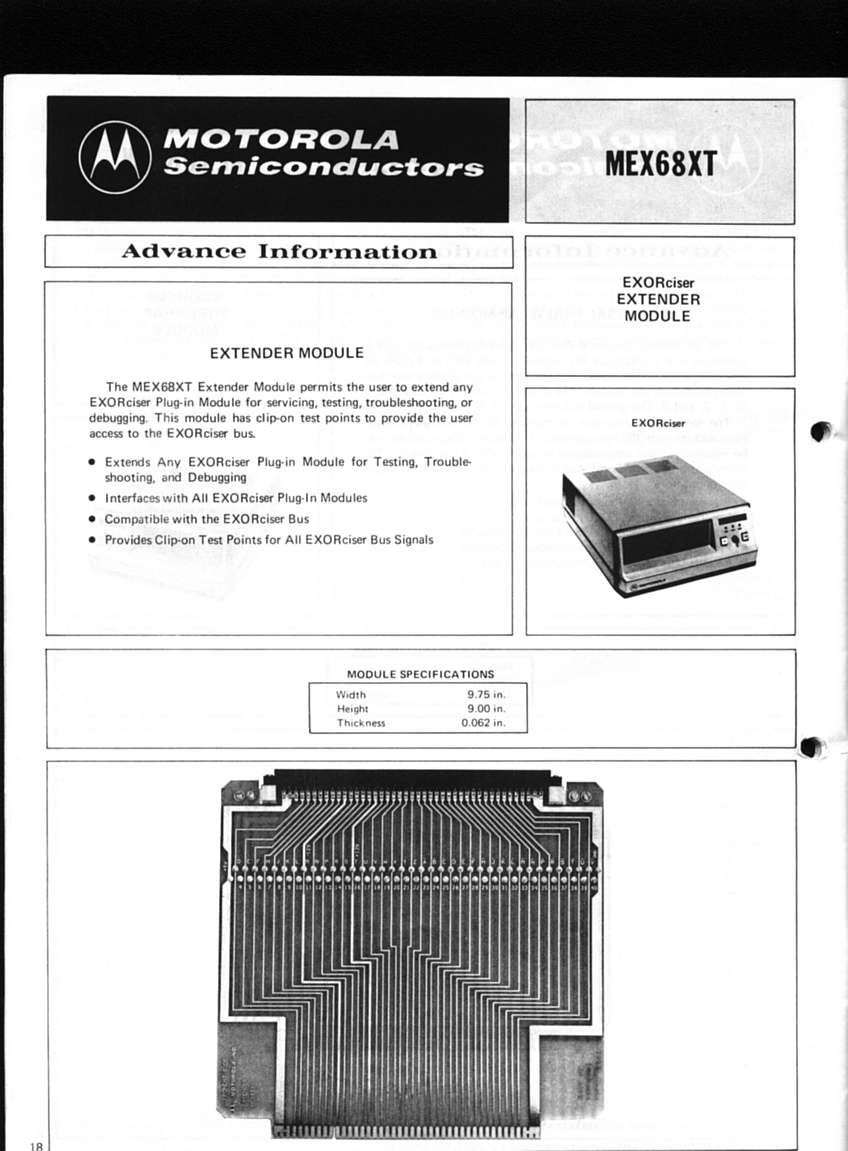 MOTOROLA
Semiconductors
MEX68XT
Advance Information
EXORciser
EXTENDER
MODULE
EXTENDER MODULE
The MEX68XT Extender Module permits the user to extend any
EXORciser Plug-in Module for servicing, testing, troubleshooting, or
debugging. This module has clip-on test points to provide the user
access to the EXORciser bus.
● Extends Any EXORciser Plug-in Module for Testing, Trouble-
shooting, and Debugging
● Interfaces with All EXORciser Plug-In Modules
● Compatible with the EXORciser Bus
● Provides Clip-on Test Points for All EXORciser Bus Signals
EXORciser
MOTOROLA
MODULE SPECIFICATIONS
Width 9.75 in.
Height 9.00 in.
Thickness 0.062 in.
18